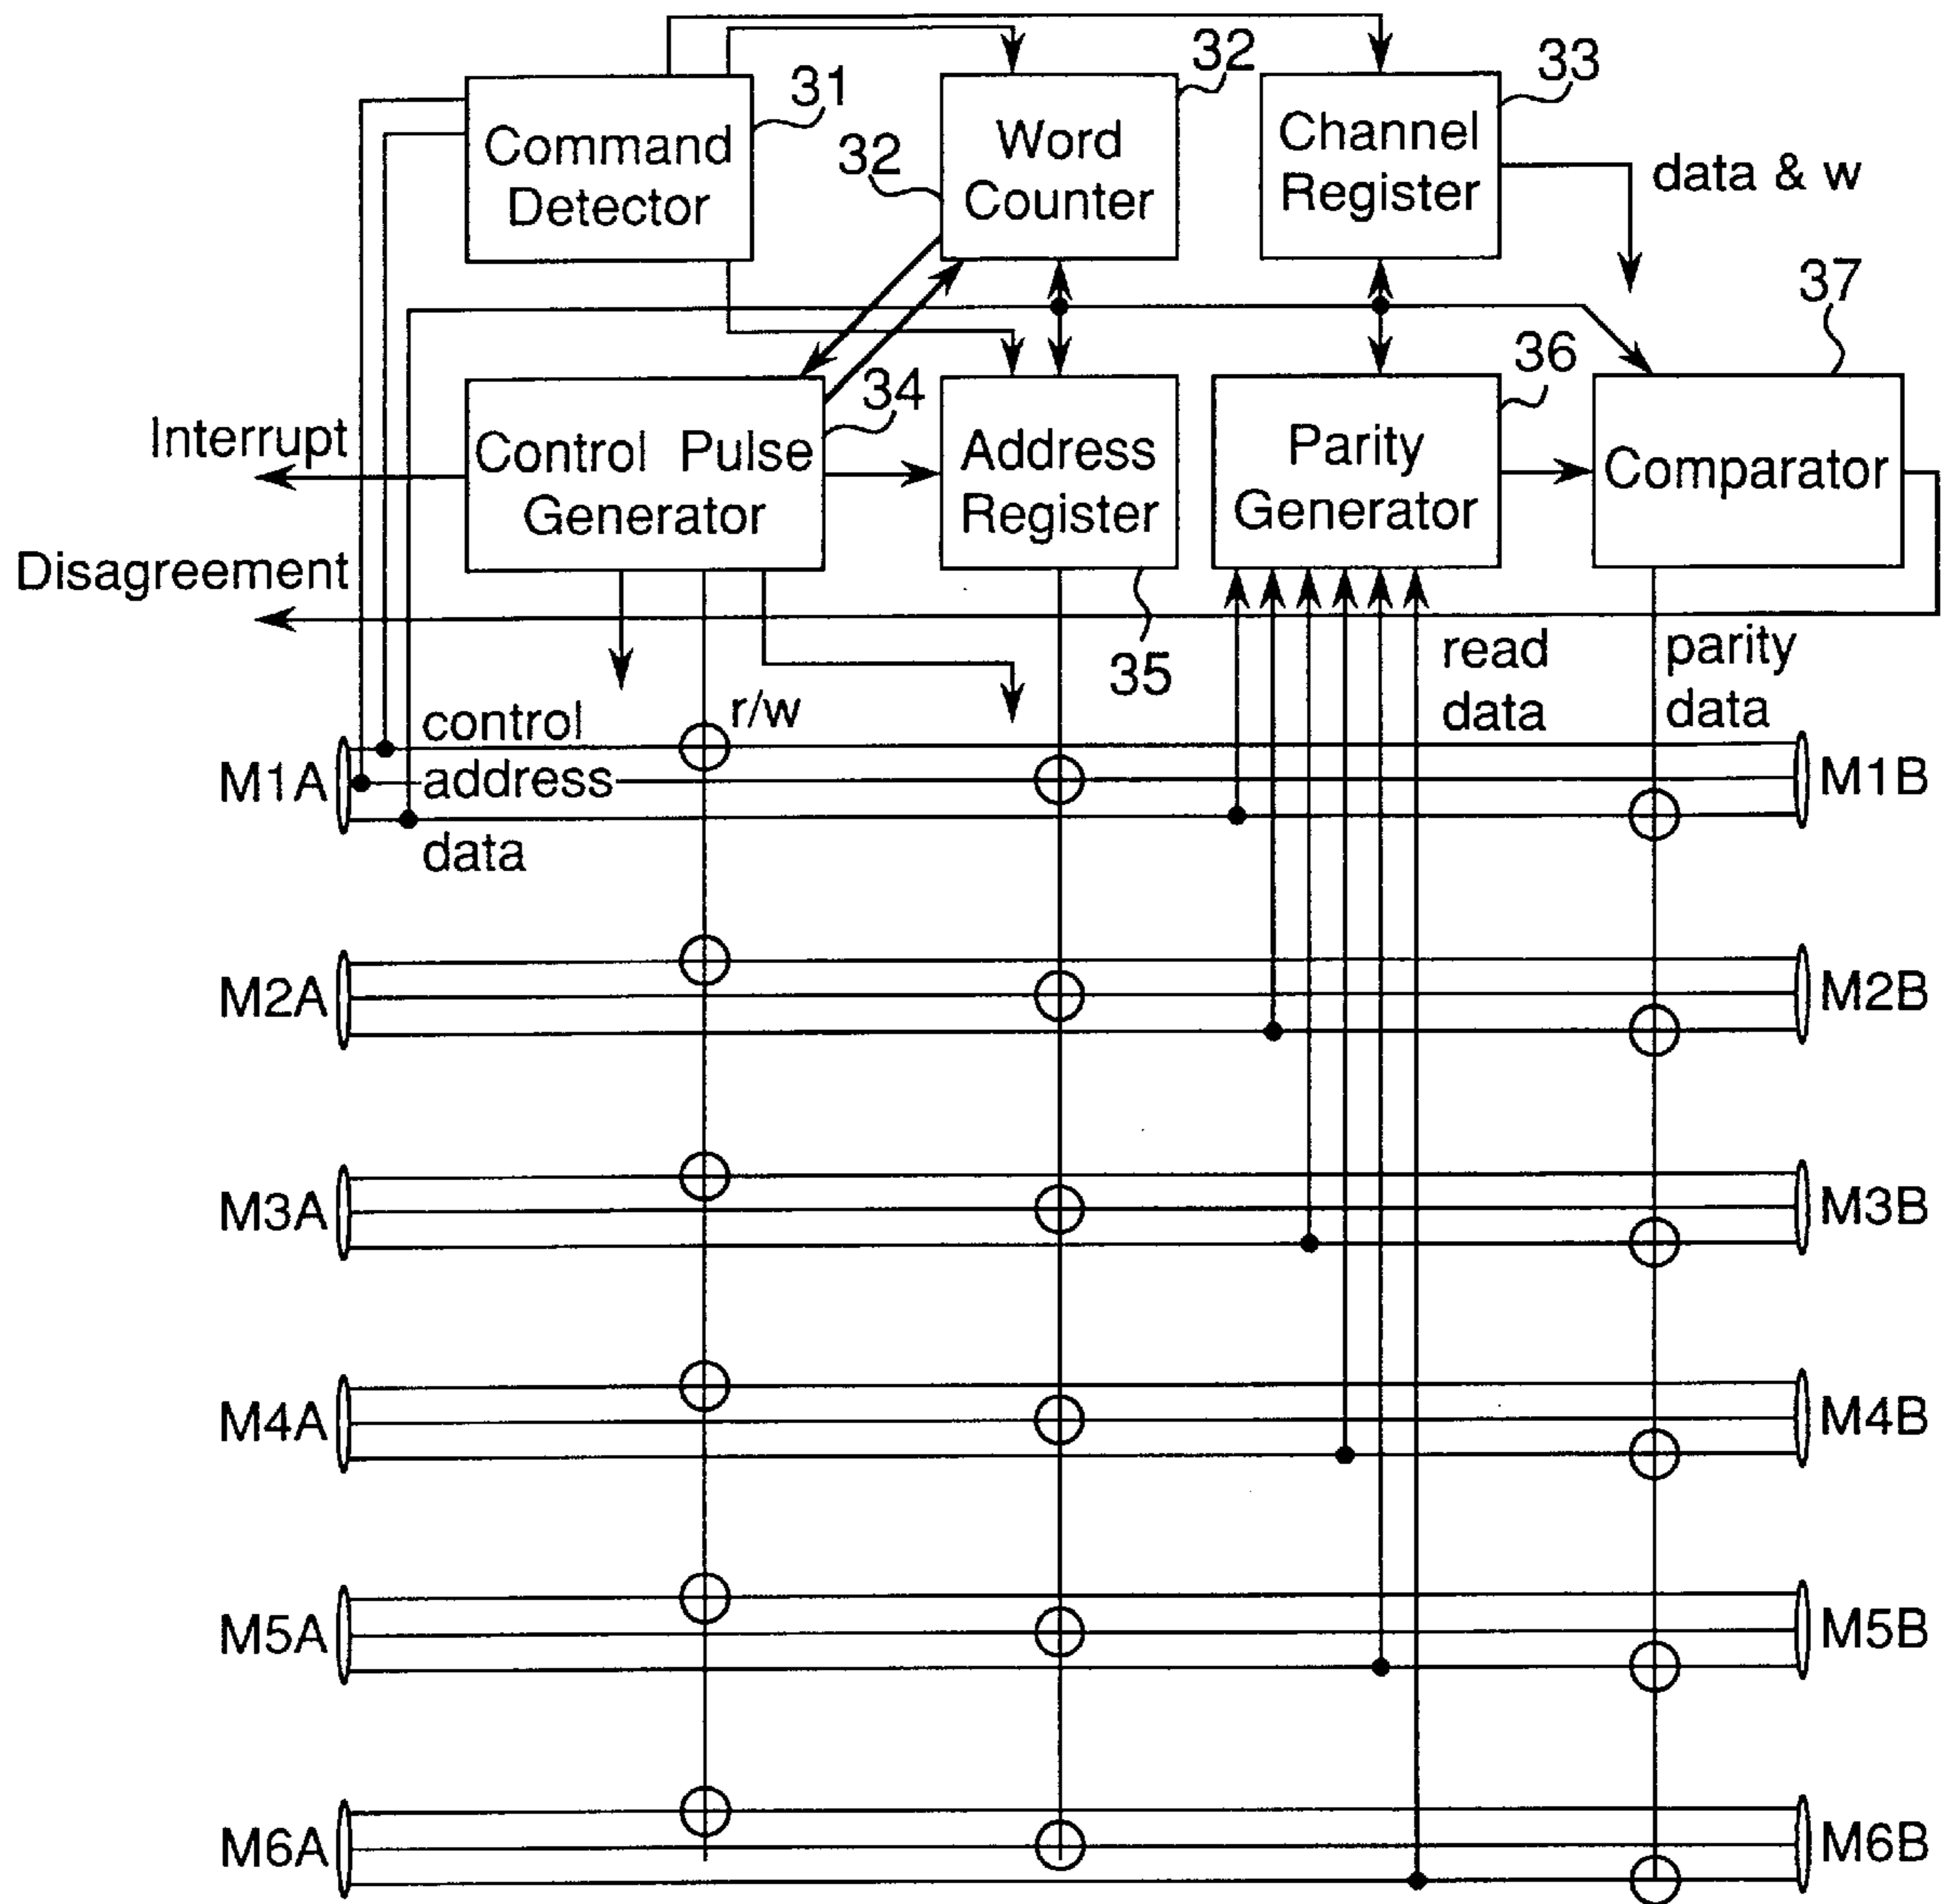 31
Command
Detector
32
32
Word
Counter
33
Channel
Register
data & w
37
36
34
Interrupt
Control Pulse
Generator
Address
Register
Parity
Generator
Comparator
Disagreement
35
read
data
parity
data
r/w
control
M1A
address
data
M1B
M2A
M2B
M3A
M3B
M4A
M4B
M5A
M5B
M6A
M6B